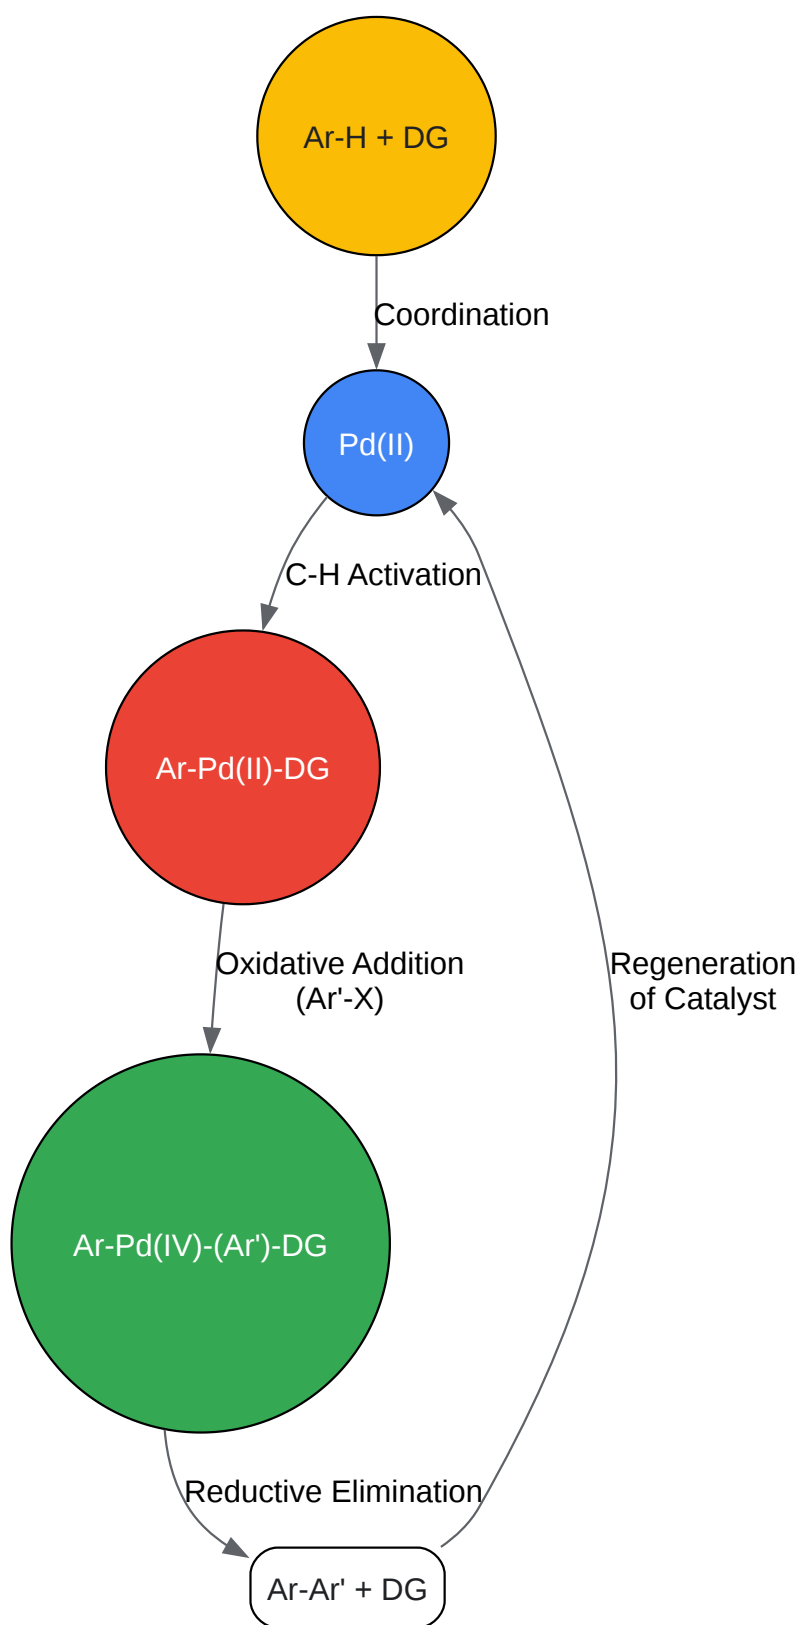 Ar-H + DG
Coordination
Pd(II)
C-H Activation
Ar-Pd(II)-DG
Oxidative Addition
(Ar'-X)
Regeneration
of Catalyst
Ar-Pd(IV)-(Ar')-DG
Reductive Elimination
Ar-Ar' + DG